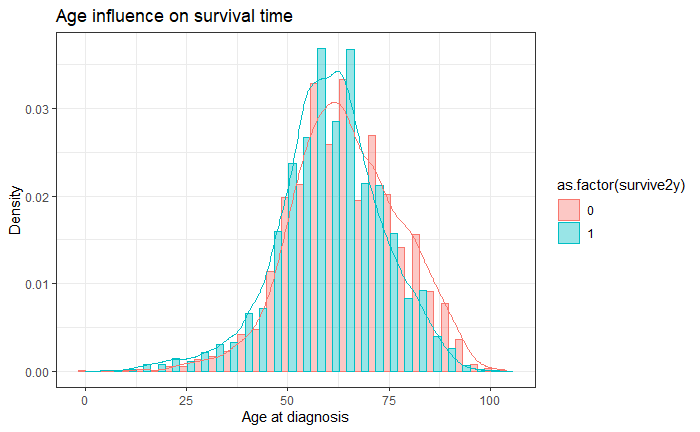 Age influence on survival time
Density
0.03
0.02
0.01
0.00
0
25
50
75
100
Age at diagnosis
as.factor(survive2y)
0
1